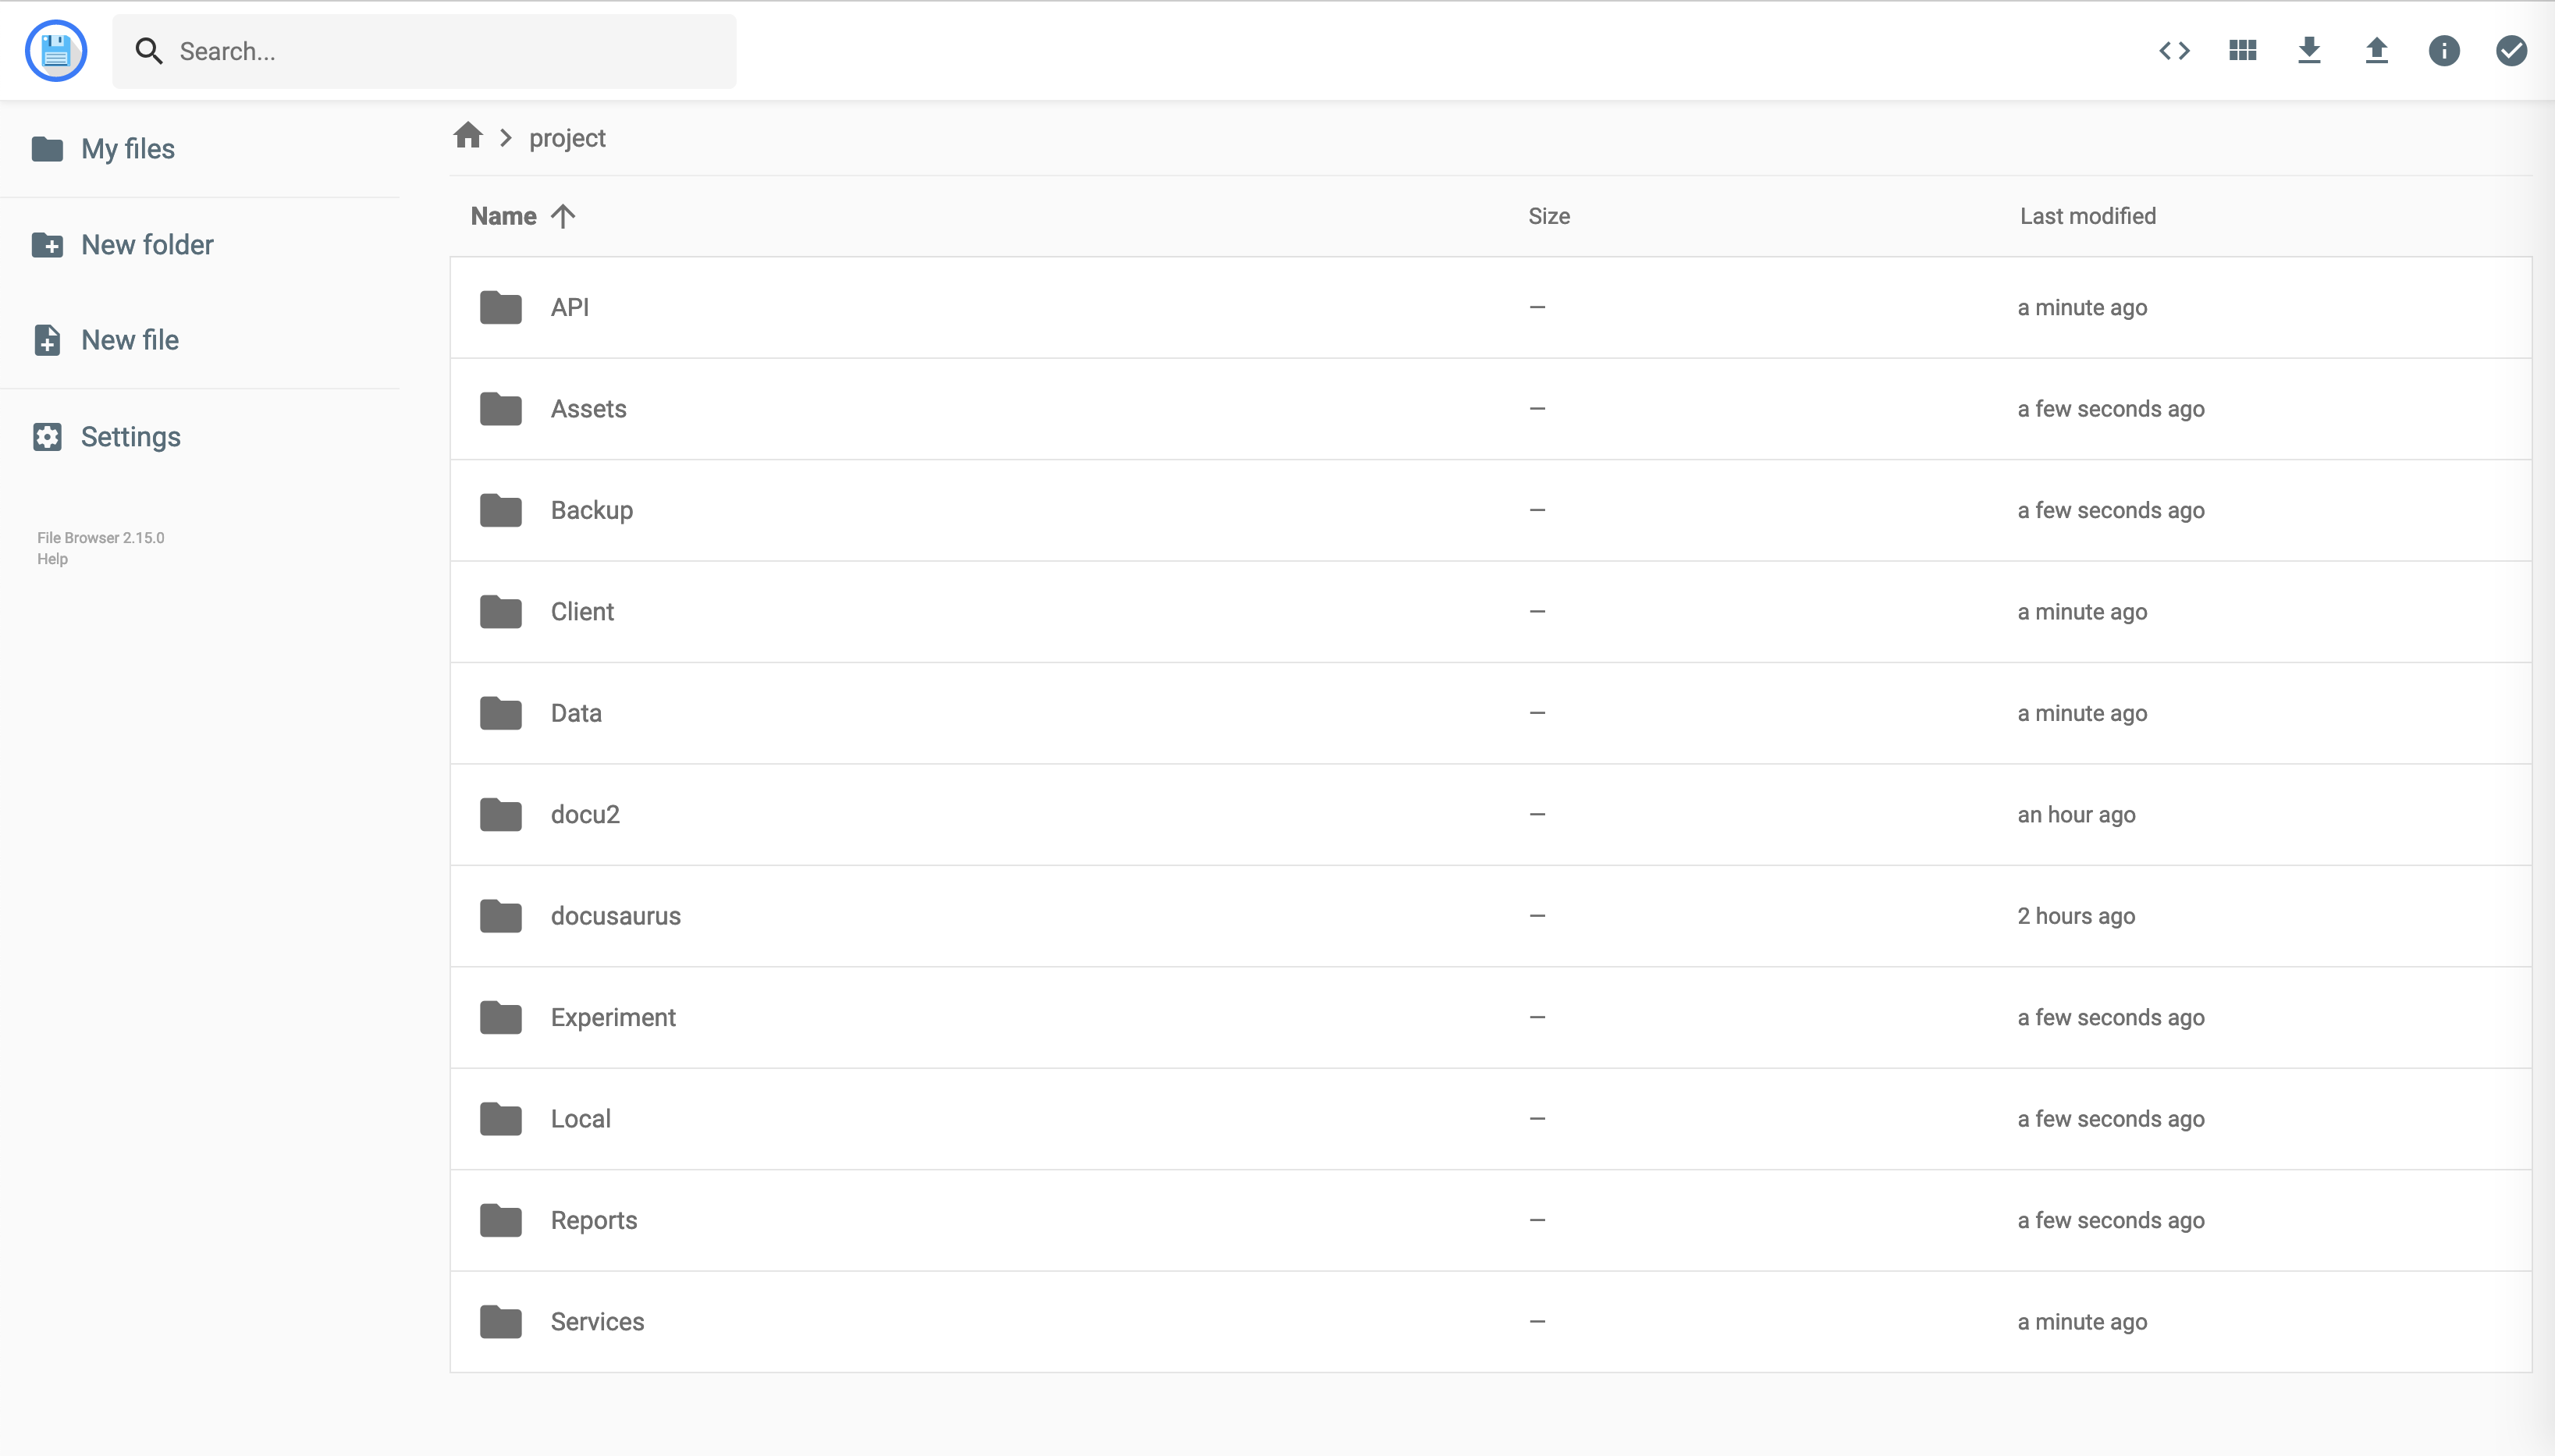 Search...
My files
New folder
New file
Settings
File Browser 2.15.0
Help
project
Name Size Last modified
API — a minute ago
Assets — a few seconds ago
Backup — a few seconds ago
Client — a minute ago
Data — a minute ago
docu2 — an hour ago
docusaurus — 2 hours ago
Experiment — a few seconds ago
Local — a few seconds ago
Reports — a few seconds ago
Services — a minute ago